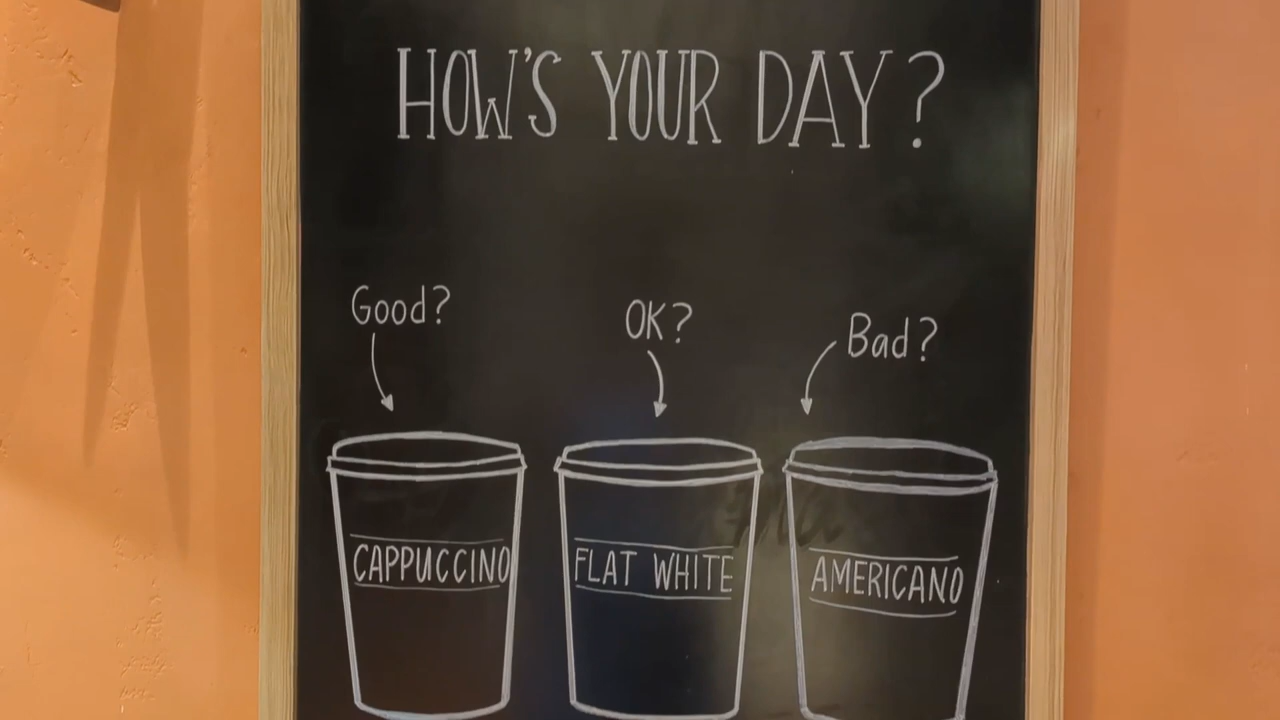 HOW'S YOUR DAY?
Good?
OK?
Bad?
CAPPUCCINO
FLAT WHITE
AMERICANO